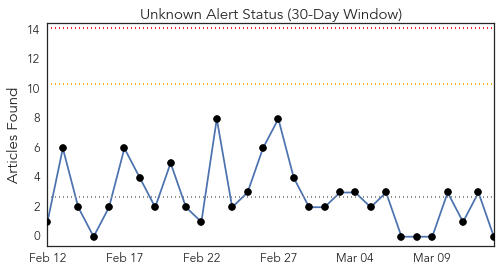 Unknown Alert Status (30-Day Window)
14
12
10
8
6
4
2
0
Articles Found
Feb 12 Feb 17 Feb 22 Feb 27 Mar 04 Mar 09